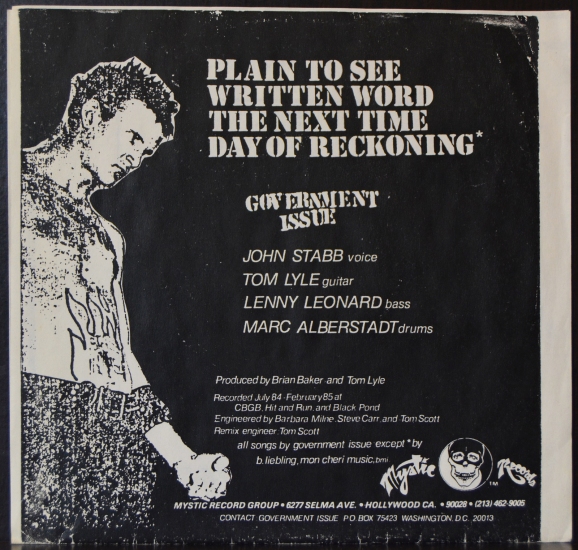 PLAIN TO SEE
WRITTEN WORD
THE NEXT TIME
DAY OF RECKONING*
GOVERNMENT
ISSUE
JOHN STABB voice
TOM LYLE guitar
LENNY LEONARD bass
MARC ALBERSTADT drums
Produced by Brian Baker and Tom Lyle
Recorded July 84-February 85 at
CBGB, Hit and Run, and Black Pond
Engineered by Barbara Milne, Steve Carr, and Tom Scott
Remix engineer, Tom Scott
all songs by government issue except * by
b. liebling, mon cheri music, bmi
Mystic Records TM
MYSTIC RECORD GROUP • 6277 SELMA AVE. • HOLLYWOOD CA. • 90028 • (213) 462-9005
CONTACT GOVERNMENT ISSUE P.O. BOX 75423 WASHINGTON. D.C. 20013